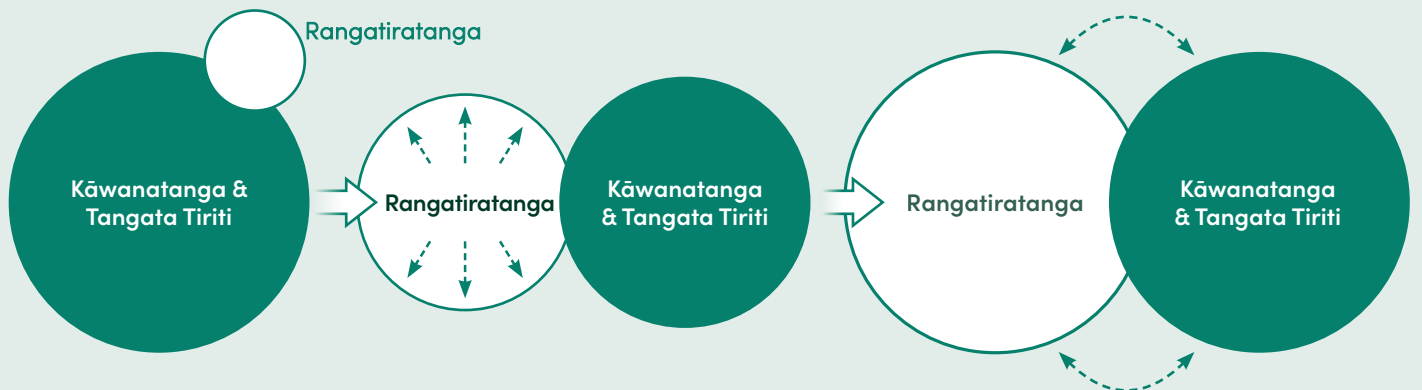 Rangatiratanga
Kāwanatanga &
Tangata Tiriti
Rangatiratanga
Kāwanatanga
& Tangata Tiriti
Rangatiratanga
Kāwanatanga
& Tangata Tiriti